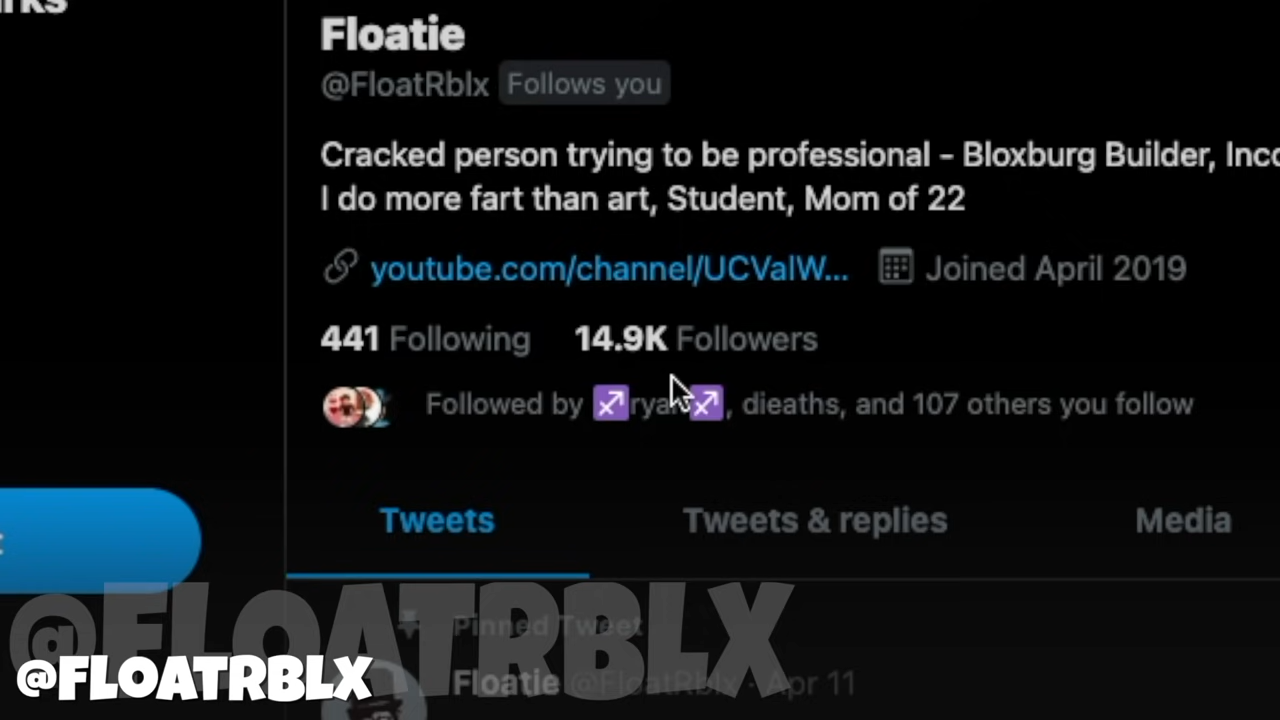 Floatie
@FloatRblx Follows you
Cracked person trying to be professional - Bloxburg Builder,
I do more fart than art, Student, Mom of 22
youtube.com/channel/UCValW... Joined April 2019
441 Following 14.9K Followers
Followed by ♐ryan♐, dieaths, and 107 others you follow
Tweets Tweets & replies Media
@FLOATRBLX
Pinned Tweet
@FLOATRBLX
Floatie @FloatRblx · Apr 11